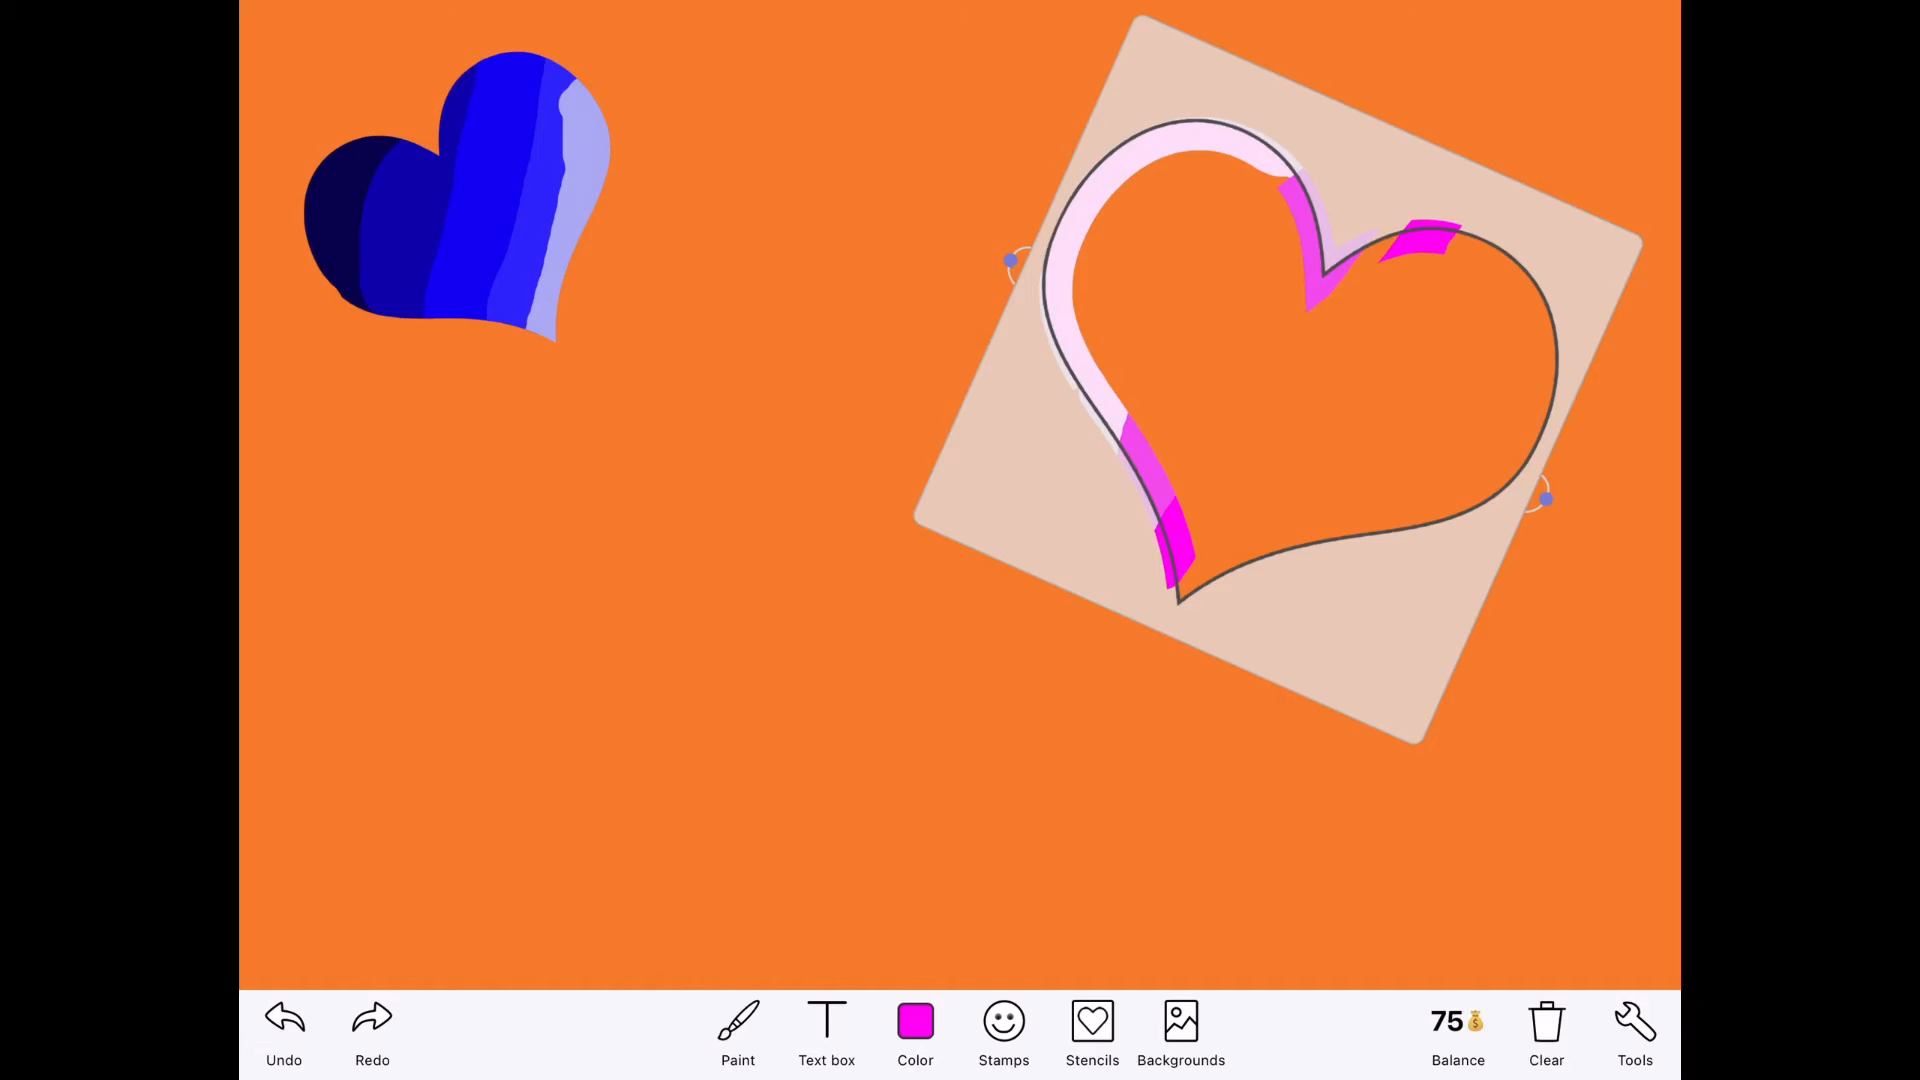 75
Undo
Redo
Paint
Text box
Color
Stamps
Stencils
Backgrounds
Balance
Clear
Tools